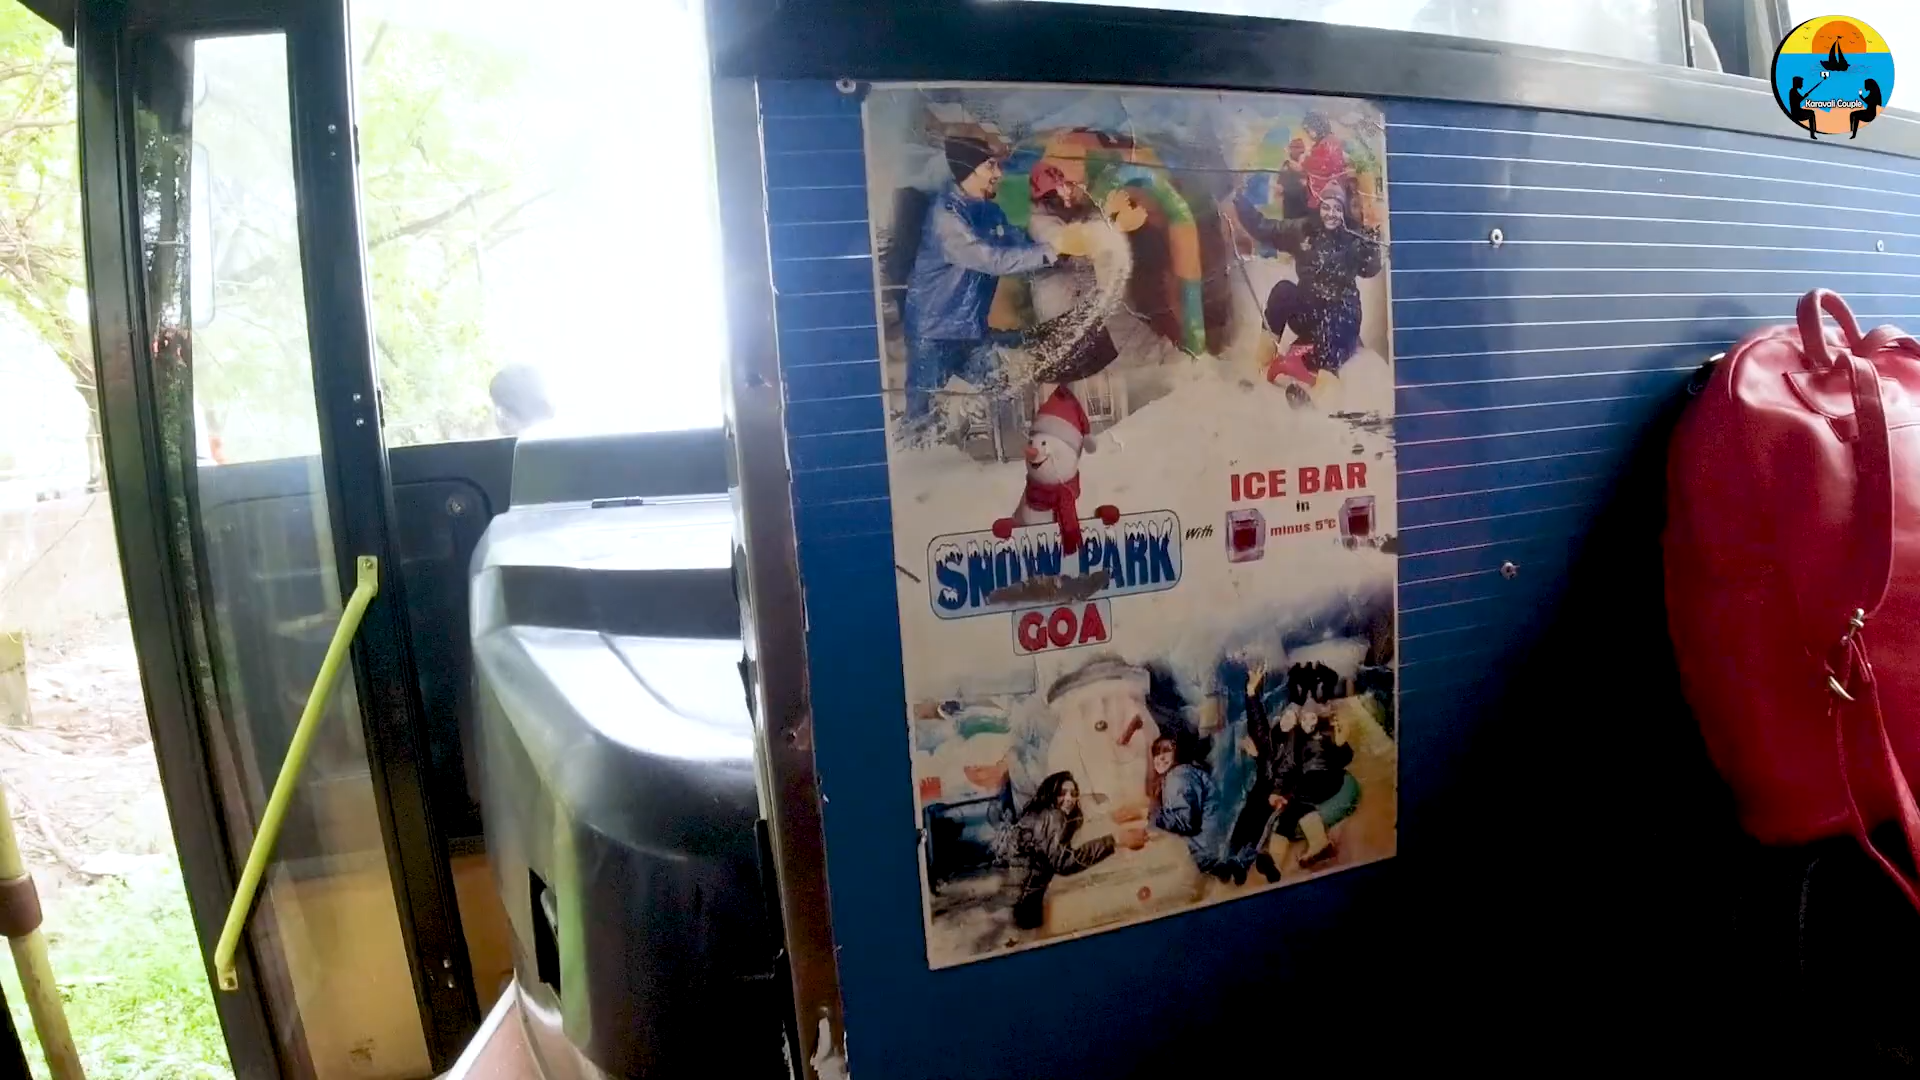 Karavali Couple
ICE BAR
in
With
minus 5°C
SNOW PARK
GOA